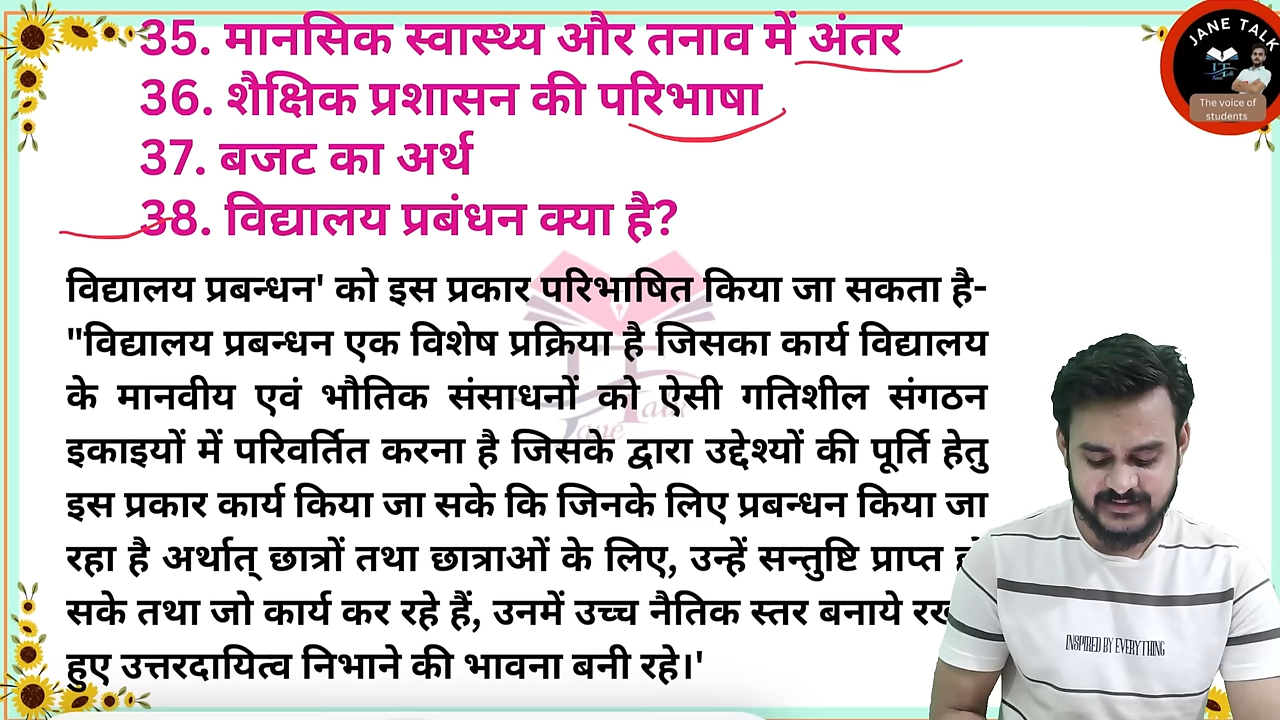 35. मानसिक स्वास्थ्य और तनाव में अंतर
36. शैक्षिक प्रशासन की परिभाषा
37. बजट का अर्थ
38. विद्यालय प्रबंधन क्या है?
विद्यालय प्रबन्धन' को इस प्रकार परिभाषित किया जा सकता है-
"विद्यालय प्रबन्धन एक विशेष प्रक्रिया है जिसका कार्य विद्यालय
के मानवीय एवं भौतिक संसाधनों को ऐसी गतिशील संगठन
इकाइयों में परिवर्तित करना है जिसके द्वारा उद्देश्यों की पूर्ति हेतु
इस प्रकार कार्य किया जा सके कि जिनके लिए प्रबन्धन किया जा
रहा है अर्थात् छात्रों तथा छात्राओं के लिए, उन्हें सन्तुष्टि प्राप्त
सके तथा जो कार्य कर रहे हैं, उनमें उच्च नैतिक स्तर बनाये
हुए उत्तरदायित्व निभाने की भावना बनी रहे।'
JANE TALK
The voice of
students
INSPIRED BY EVERYTHING